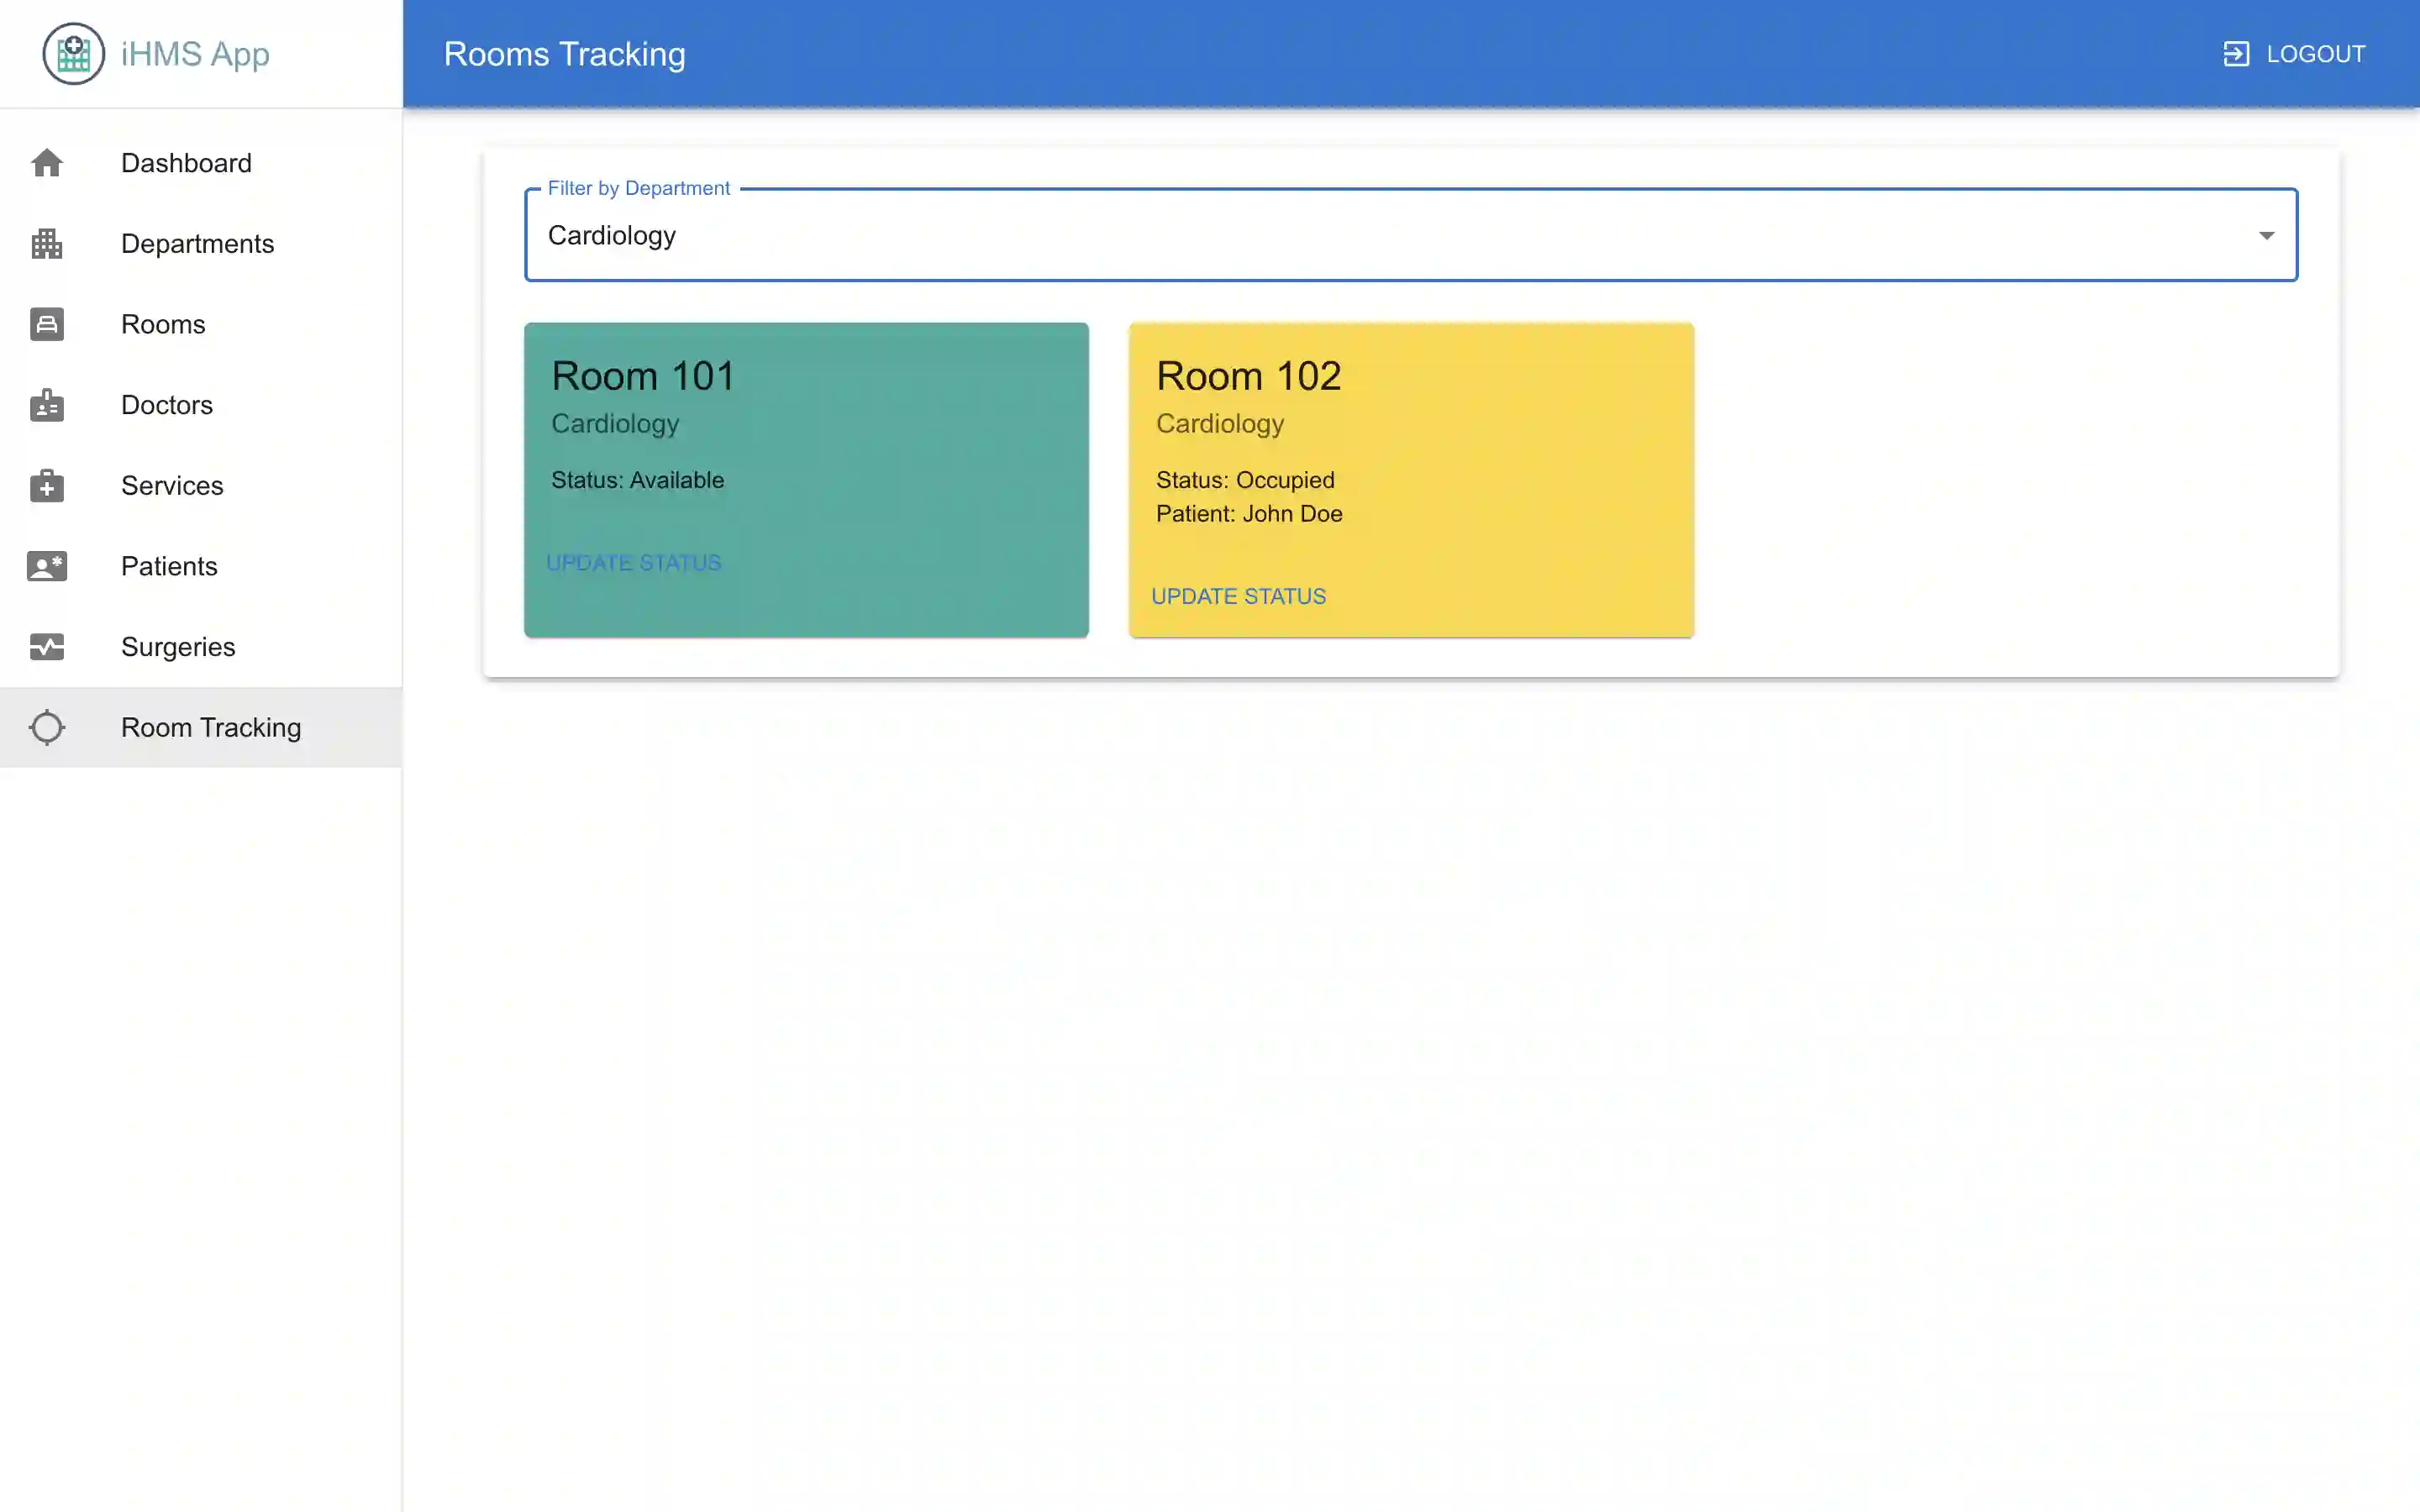 iHMS App
Rooms Tracking
LOGOUT
Dashboard
Departments
Rooms
Doctors
Services
Patients
Surgeries
Room Tracking
Filter by Department
Cardiology
Room 101
Cardiology
Status: Available
UPDATE STATUS
Room 102
Cardiology
Status: Occupied
Patient: John Doe
UPDATE STATUS